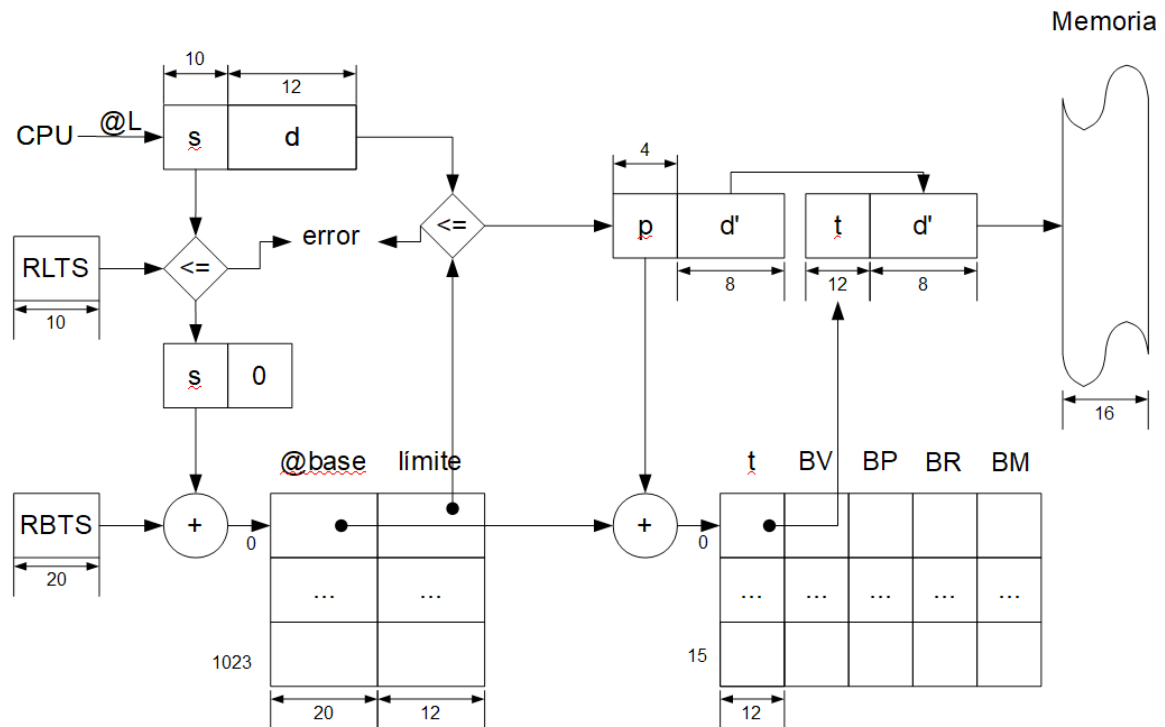 Memoria
10
12
CPU
@L
s
d
4
p
d'
t
d'
<=
error
RLTS
<=
8
12
8
10
s
0
16
@base
límite
t
BV
BP
BR
BM
RBTS
+
0
+
0
20
...
...
...
...
...
...
...
1023
15
20
12
12